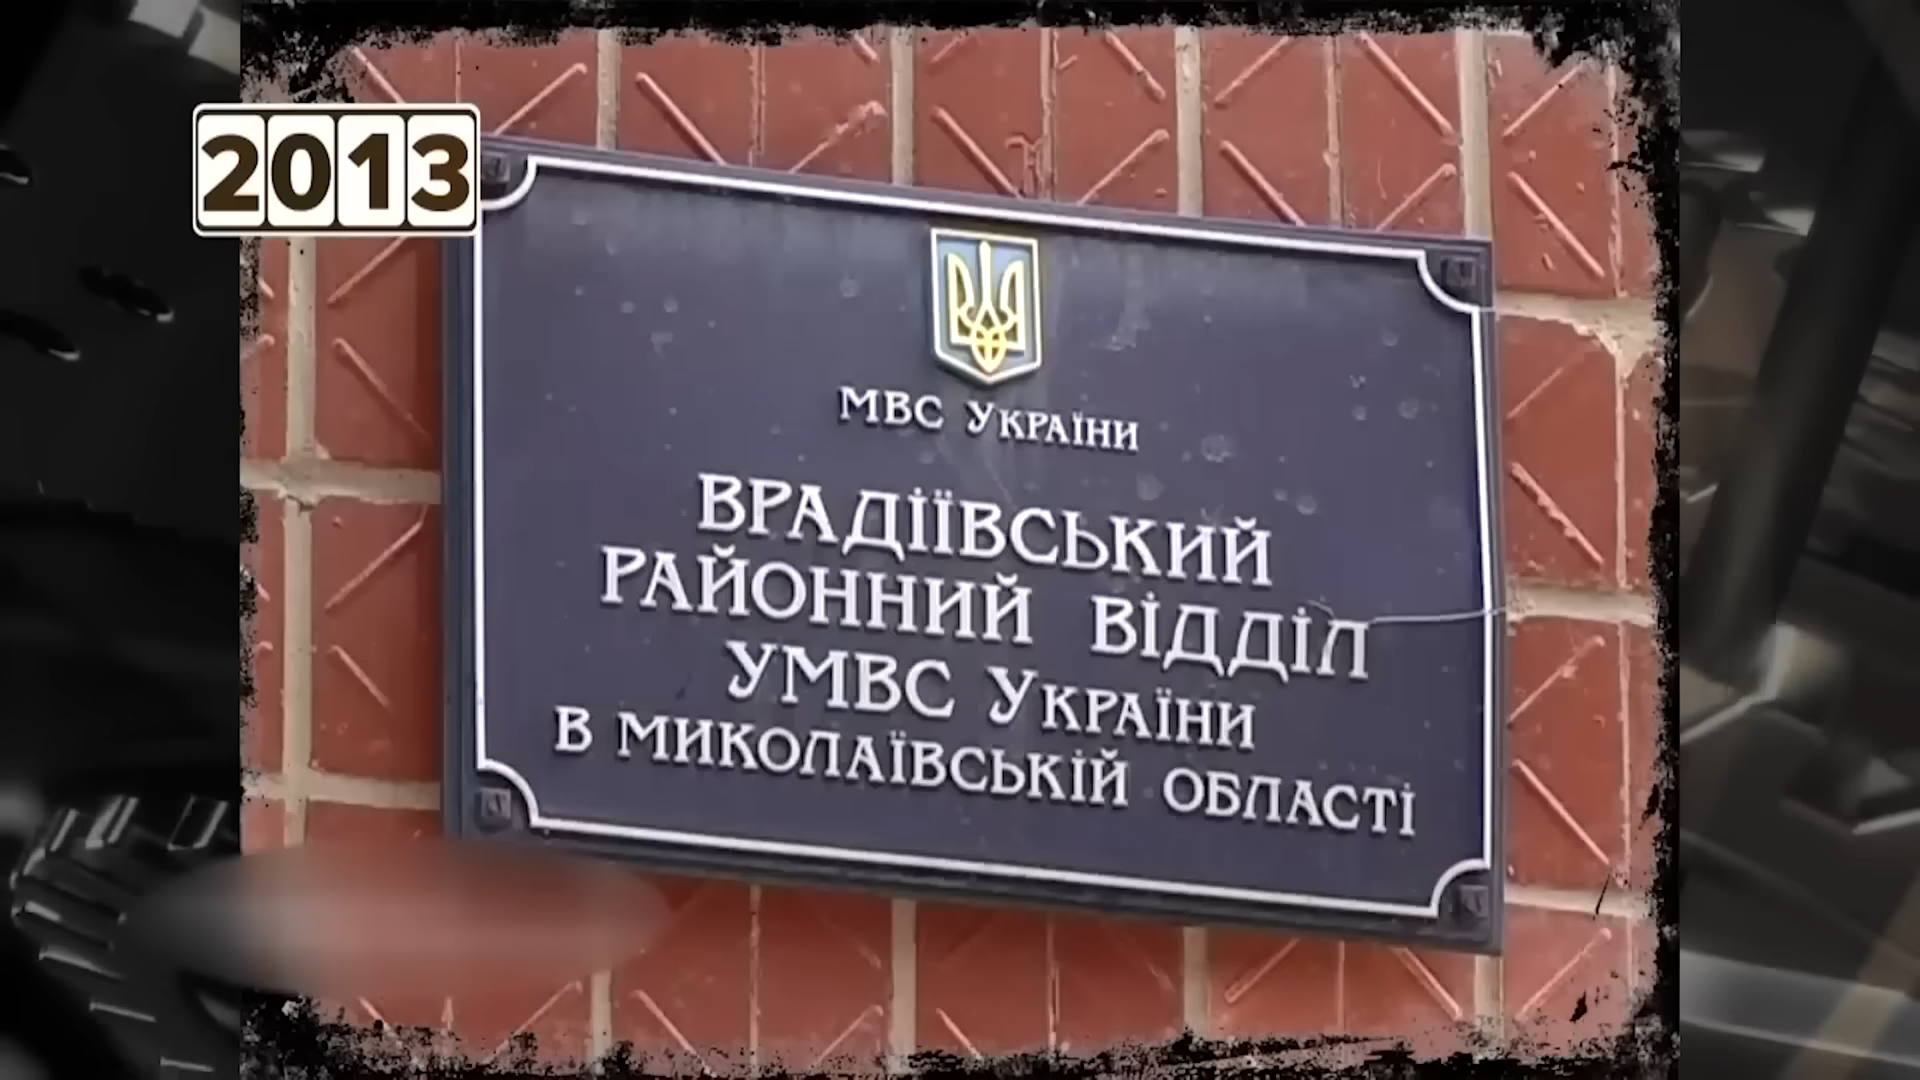 2013
МВС УКРАЇНИ
ВРАДІЇВСЬКИЙ
РАЙОННИЙ ВІДДІЛ
УМВС УКРАЇНИ
В МИКОЛАЇВСЬКІЙ ОБЛАСТІ